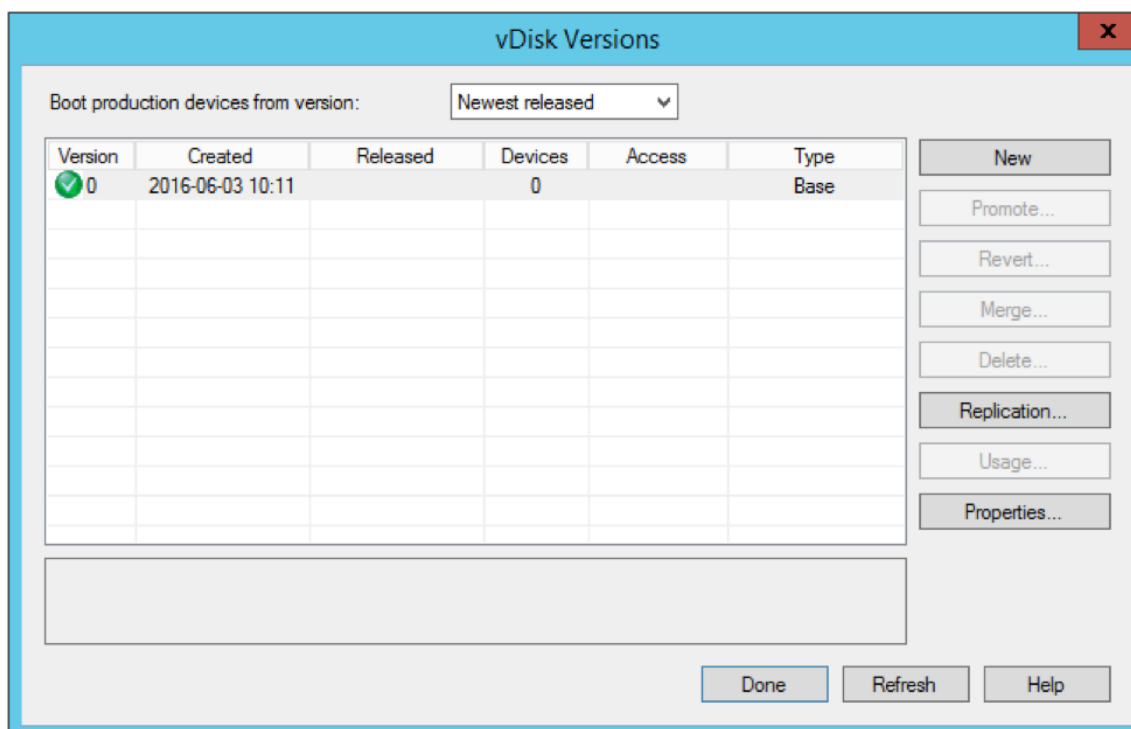 vDisk Versions
x
Boot production devices from version: Newest released
Version Created Released Devices Access Type
0 2016-06-03 10:11 0 Base
New
Promote...
Revert...
Merge...
Delete...
Replication...
Usage...
Properties...
Done Refresh Help